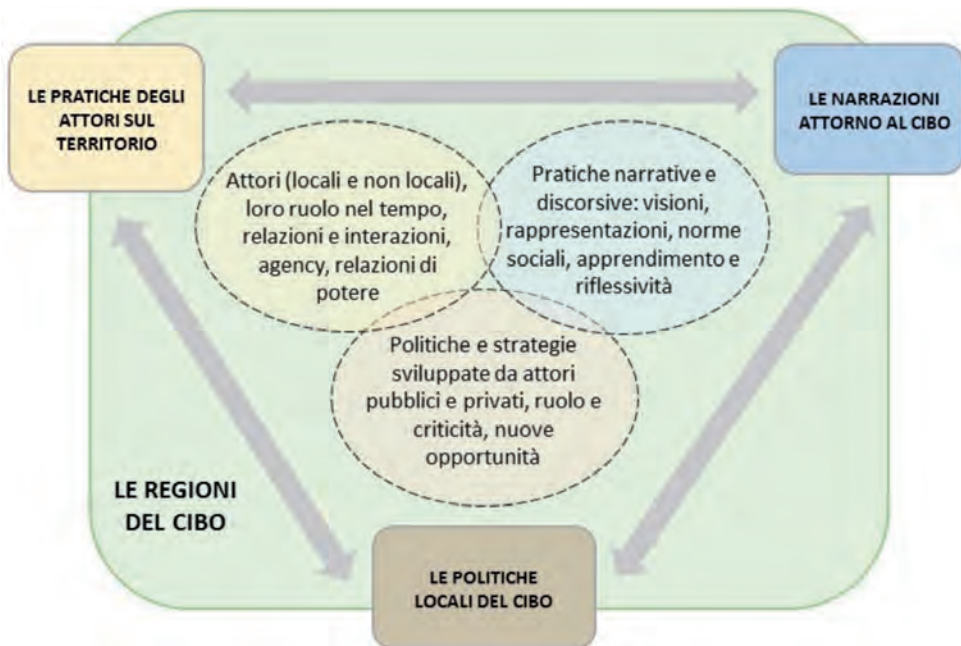 LE PRATICHE DEGLI
ATTORI SUL
TERRITORIO
LE NARRAZIONI
ATTORNO AL CIBO
Attori (locali e non locali),
loro ruolo nel tempo,
relazioni e interazioni,
agency, relazioni di
potere
Pratiche narrative e
discorsive: visioni,
rappresentazioni, norme
sociali, apprendimento e
riflessività
Politiche e strategie
sviluppate da attori
pubblici e privati, ruolo e
criticità, nuove
opportunità
LE REGIONI
DEL CIBO
LE POLITICHE
LOCALI DEL CIBO